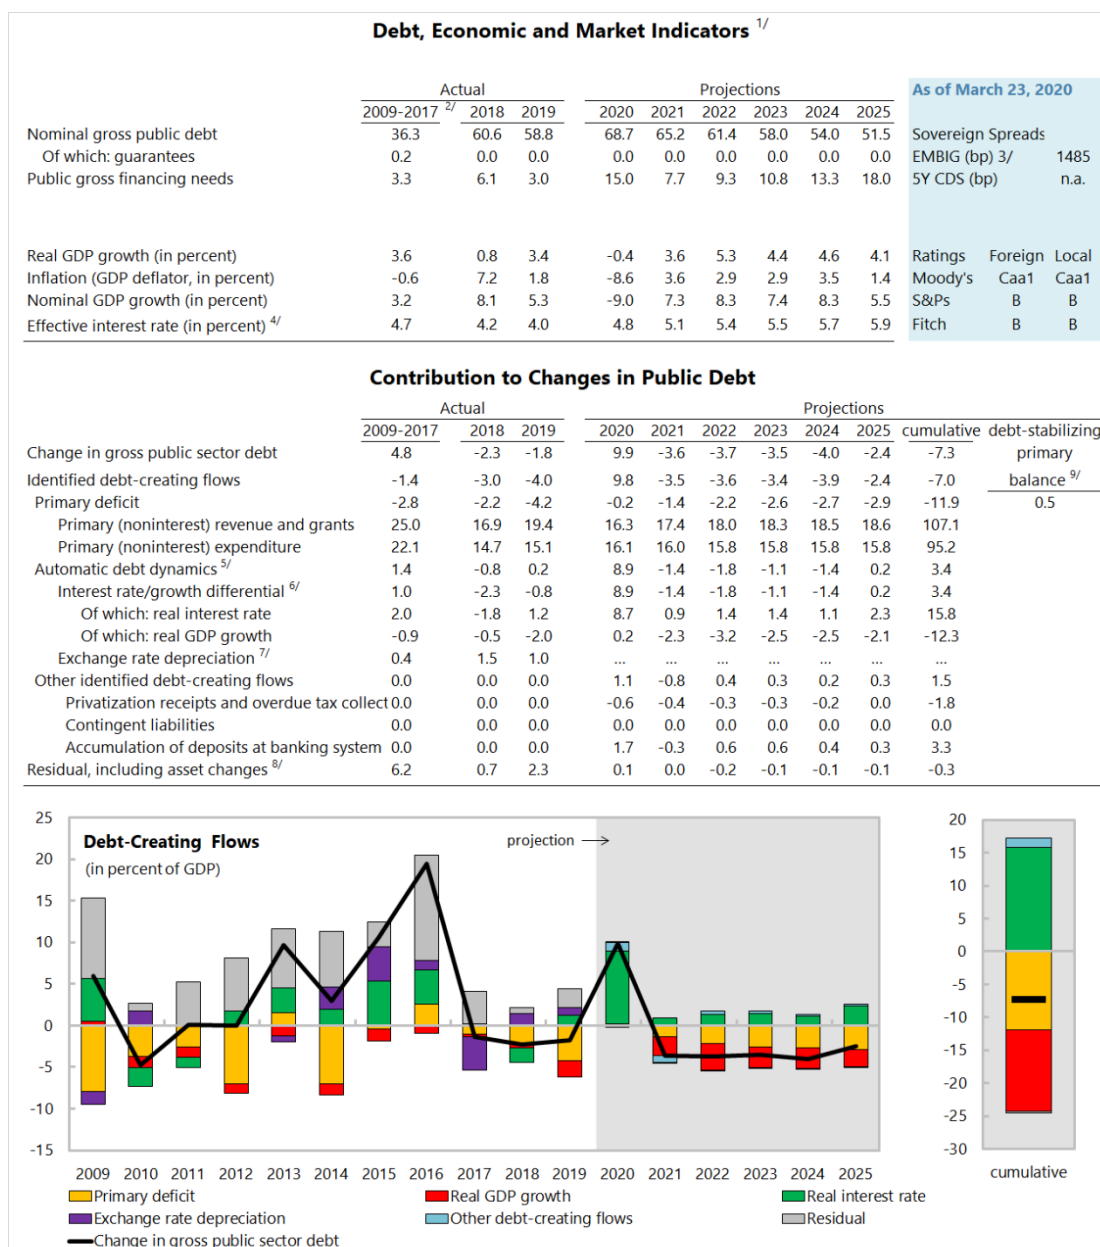 Debt, Economic and Market Indicators 1/
Actual Projections As of March 23, 2020
2009-2017 2/ 2018 2019 2020 2021 2022 2023 2024 2025
Nominal gross public debt 36.3 60.6 58.8 68.7 65.2 61.4 58.0 54.0 51.5 Sovereign Spreads
Of which: guarantees 0.2 0.0 0.0 0.0 0.0 0.0 0.0 0.0 0.0 EMBIG (bp) 3/ 1485
Public gross financing needs 3.3 6.1 3.0 15.0 7.7 9.3 10.8 13.3 18.0 5Y CDS (bp) n.a.
Real GDP growth (in percent) 3.6 0.8 3.4 -0.4 3.6 5.3 4.4 4.6 4.1 Ratings Foreign Local
Inflation (GDP deflator, in percent) -0.6 7.2 1.8 -8.6 3.6 2.9 2.9 3.5 1.4 Moody's Caa1 Caa1
Nominal GDP growth (in percent) 3.2 8.1 5.3 -9.0 7.3 8.3 7.4 8.3 5.5 S&Ps B B
Effective interest rate (in percent) 4/ 4.7 4.2 4.0 4.8 5.1 5.4 5.5 5.7 5.9 Fitch B B
Contribution to Changes in Public Debt
Actual Projections
2009-2017 2018 2019 2020 2021 2022 2023 2024 2025 cumulative debt-stabilizing
Change in gross public sector debt 4.8 -2.3 -1.8 9.9 -3.6 -3.7 -3.5 -4.0 -2.4 -7.3 primary
Identified debt-creating flows -1.4 -3.0 -4.0 9.8 -3.5 -3.6 -3.4 -3.9 -2.4 -7.0 balance 9/
Primary deficit -2.8 -2.2 -4.2 -0.2 -1.4 -2.2 -2.6 -2.7 -2.9 -11.9 0.5
Primary (noninterest) revenue and grants 25.0 16.9 19.4 16.3 17.4 18.0 18.3 18.5 18.6 107.1
Primary (noninterest) expenditure 22.1 14.7 15.1 16.1 16.0 15.8 15.8 15.8 15.8 95.2
Automatic debt dynamics 5/ 1.4 -0.8 0.2 8.9 -1.4 -1.8 -1.1 -1.4 0.2 3.4
Interest rate/growth differential 6/ 1.0 -2.3 -0.8 8.9 -1.4 -1.8 -1.1 -1.4 0.2 3.4
Of which: real interest rate 2.0 -1.8 1.2 8.7 0.9 1.4 1.4 1.1 2.3 15.8
Of which: real GDP growth -0.9 -0.5 -2.0 0.2 -2.3 -3.2 -2.5 -2.5 -2.1 -12.3
Exchange rate depreciation 7/ 0.4 1.5 1.0 ... ... ... ... ... ... ...
Other identified debt-creating flows 0.0 0.0 0.0 1.1 -0.8 0.4 0.3 0.2 0.3 1.5
Privatization receipts and overdue tax collect 0.0 0.0 0.0 -0.6 -0.4 -0.3 -0.3 -0.2 0.0 -1.8
Contingent liabilities 0.0 0.0 0.0 0.0 0.0 0.0 0.0 0.0 0.0 0.0
Accumulation of deposits at banking system 0.0 0.0 0.0 1.7 -0.3 0.6 0.6 0.4 0.3 3.3
Residual, including asset changes 8/ 6.2 0.7 2.3 0.1 0.0 -0.2 -0.1 -0.1 -0.1 -0.3
Debt-Creating Flows
(in percent of GDP)
projection →
25
20
15
10
5
0
-5
-10
-15
2009 2010 2011 2012 2013 2014 2015 2016 2017 2018 2019 2020 2021 2022 2023 2024 2025
20
15
10
5
0
-5
-10
-15
-20
-25
-30
cumulative
Primary deficit Real GDP growth Real interest rate
Exchange rate depreciation Other debt-creating flows Residual
Change in gross public sector debt